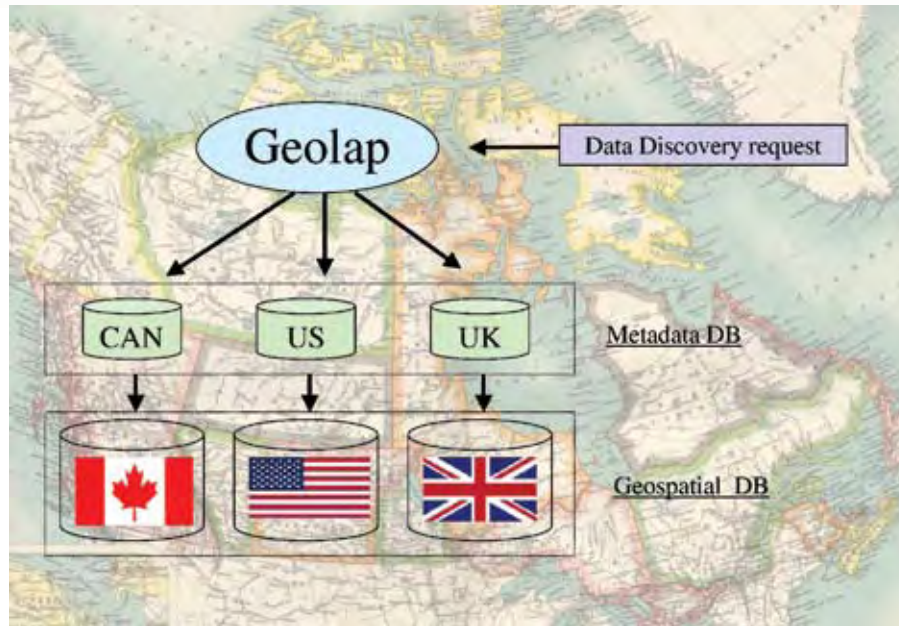 Geolap
Data Discovery request
CAN
US
UK
Metadata DB
Geospatial DB